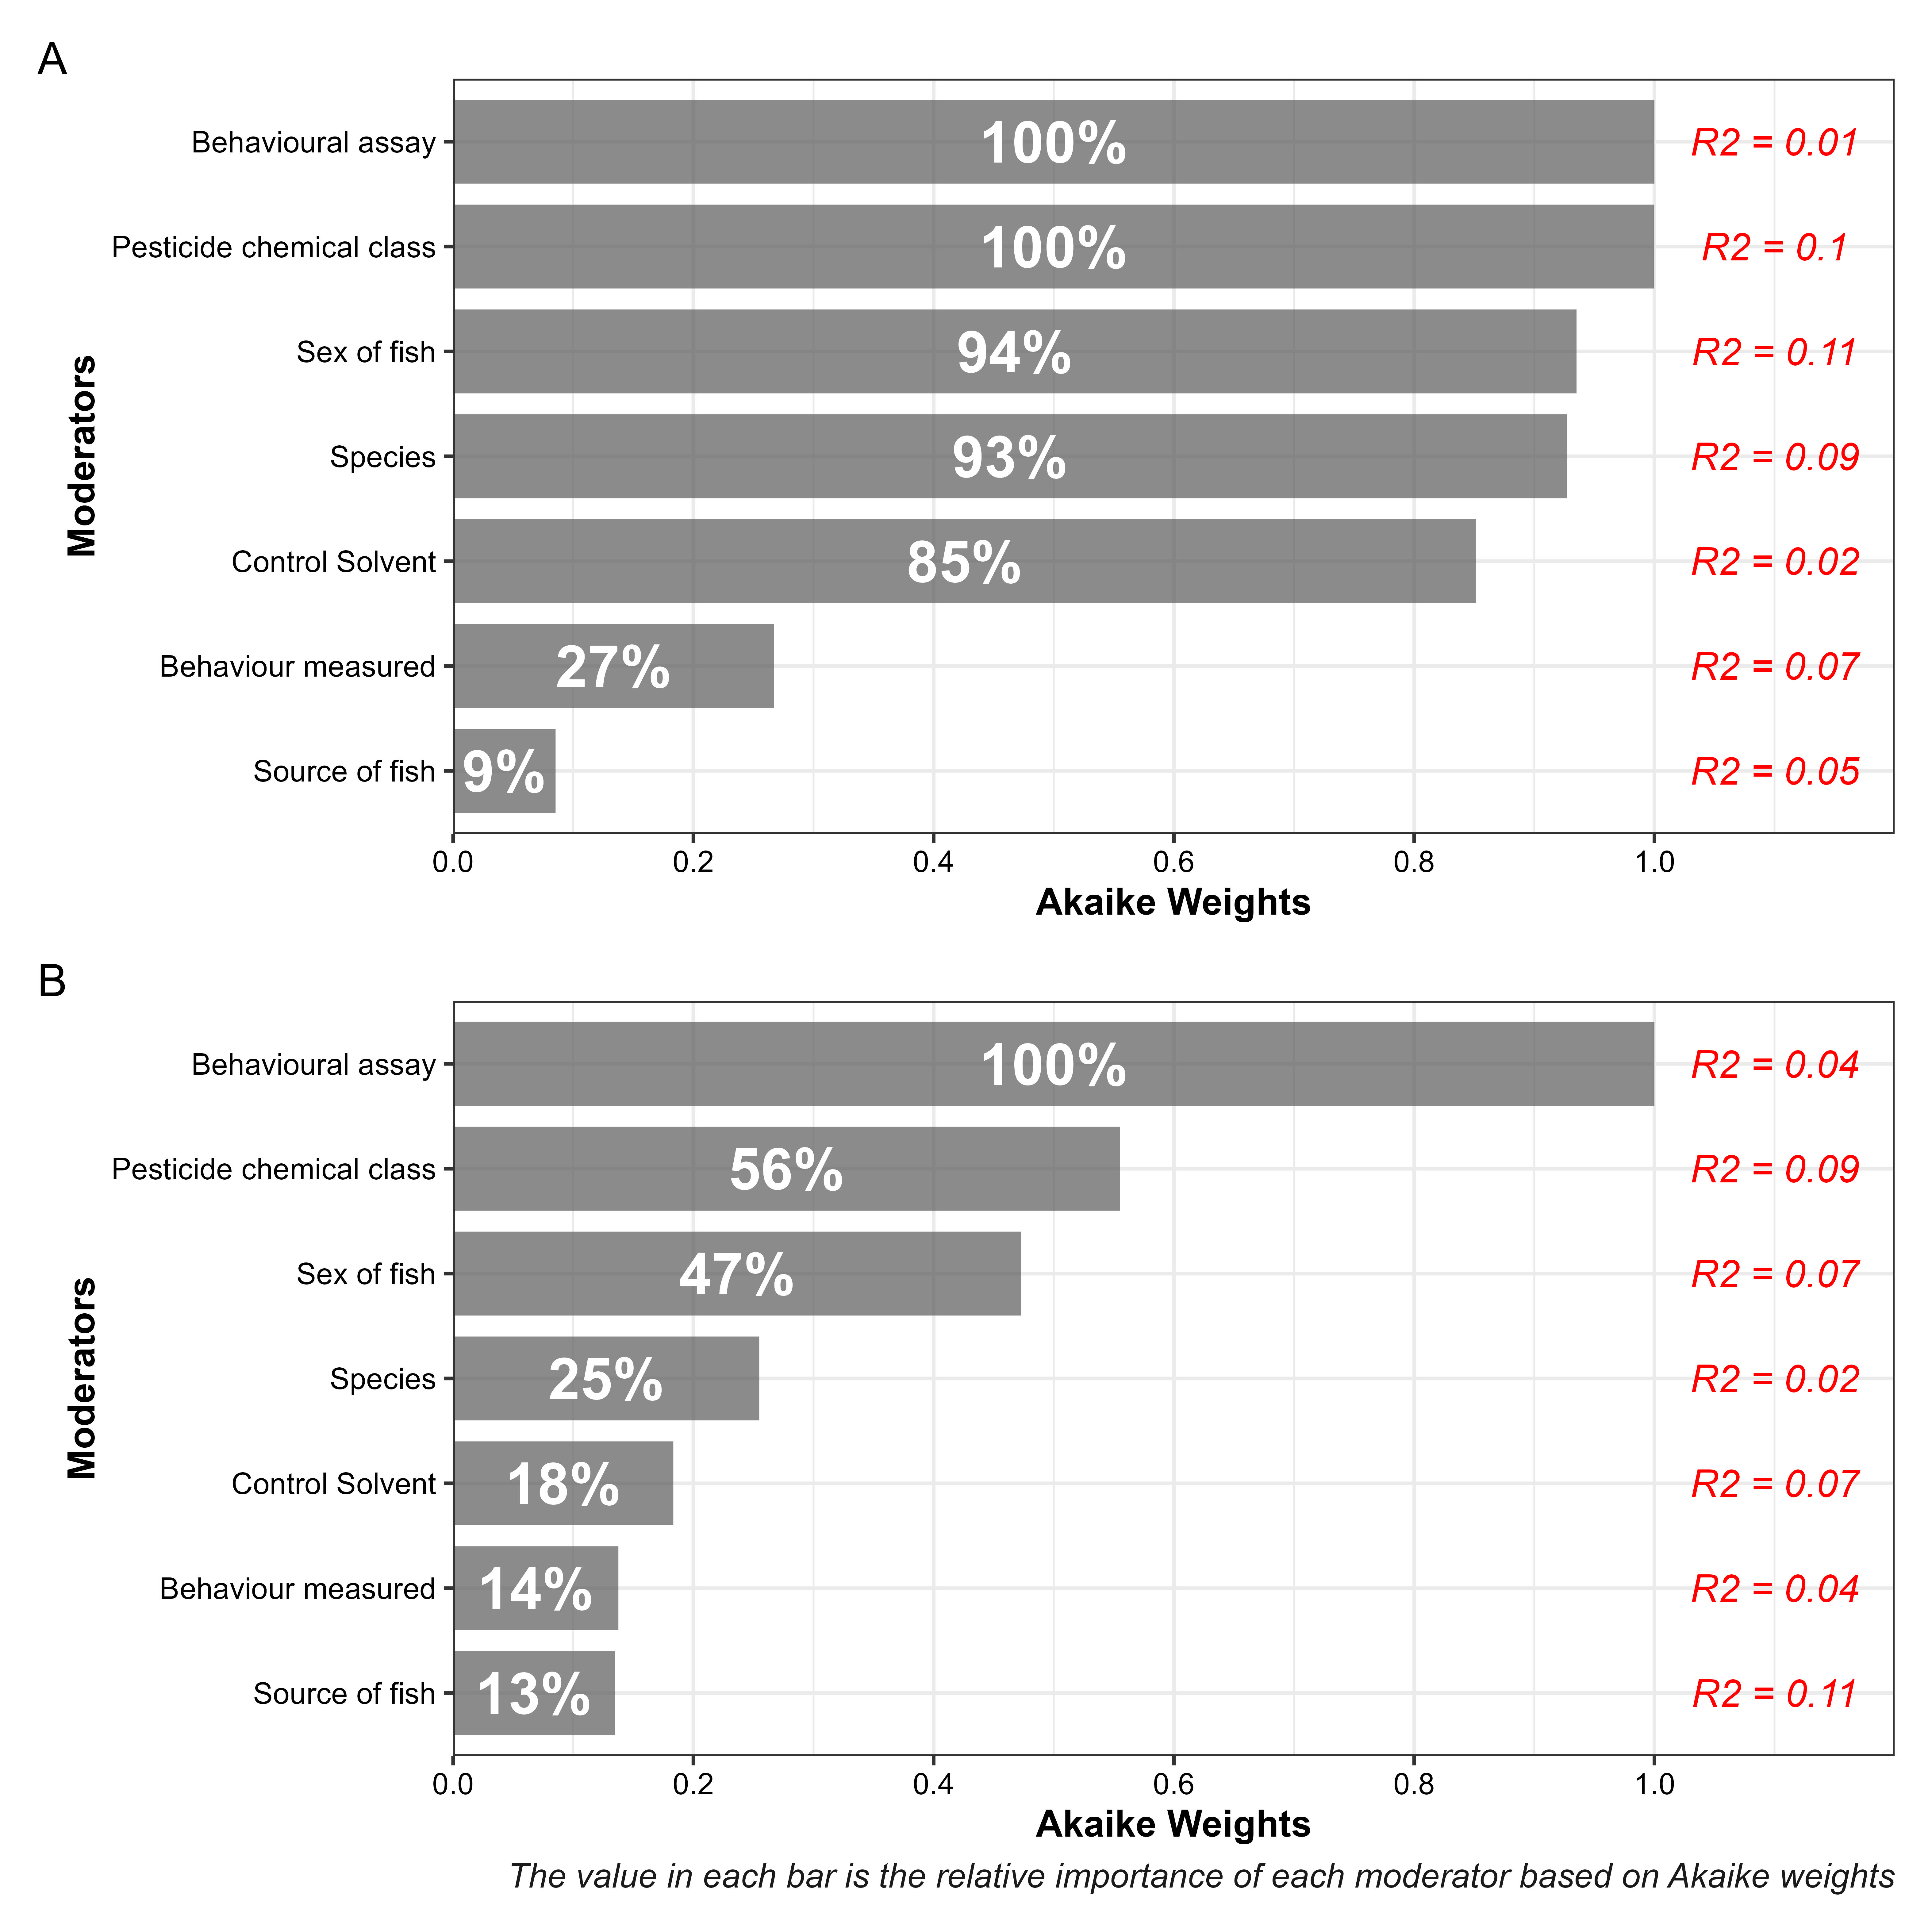 A
Moderators
Behavioural assay 100% R2 = 0.01
Pesticide chemical class 100% R2 = 0.1
Sex of fish 94% R2 = 0.11
Species 93% R2 = 0.09
Control Solvent 85% R2 = 0.02
Behaviour measured 27% R2 = 0.07
Source of fish 9% R2 = 0.05
0.0 0.2 0.4 0.6 0.8 1.0
Akaike Weights
B
Moderators
Behavioural assay 100% R2 = 0.04
Pesticide chemical class 56% R2 = 0.09
Sex of fish 47% R2 = 0.07
Species 25% R2 = 0.02
Control Solvent 18% R2 = 0.07
Behaviour measured 14% R2 = 0.04
Source of fish 13% R2 = 0.11
0.0 0.2 0.4 0.6 0.8 1.0
Akaike Weights
The value in each bar is the relative importance of each moderator based on Akaike weights